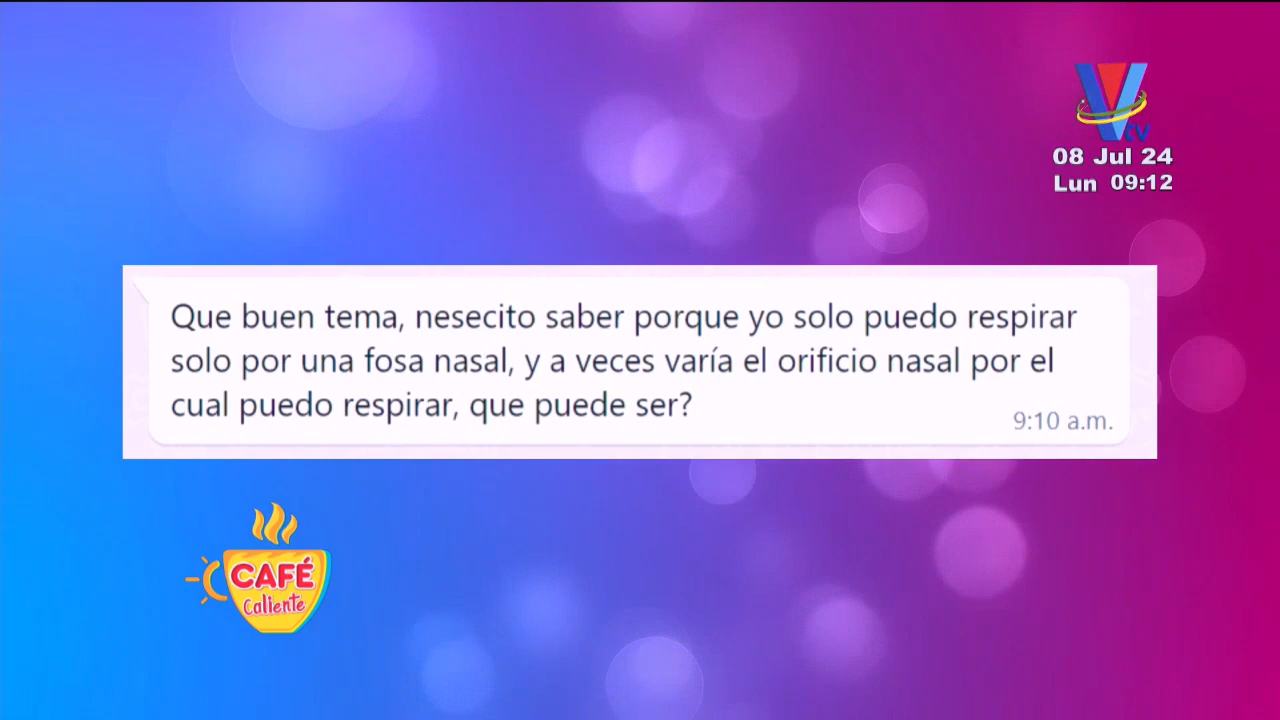 V
tv
08 Jul 24
Lun 09:12
Que buen tema, nesecito saber porque yo solo puedo respirar
solo por una fosa nasal, y a veces varía el orificio nasal por el
cual puedo respirar, que puede ser?
9:10 a.m.
CAFÉ
Caliente